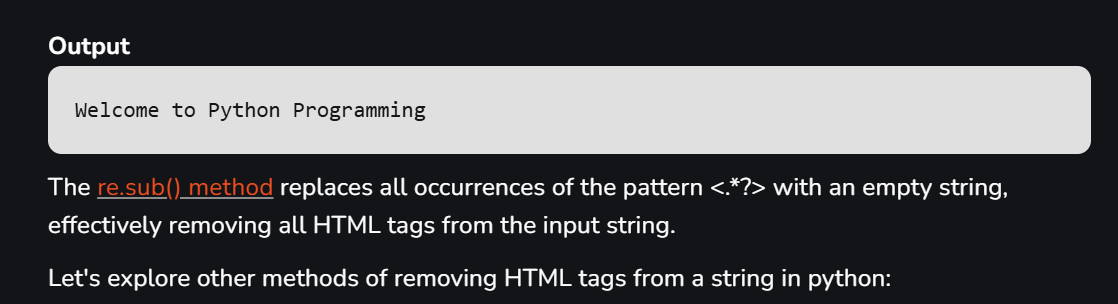 Output
Welcome to Python Programming
The re.sub() method replaces all occurrences of the pattern <.*?> with an empty string,
effectively removing all HTML tags from the input string.
Let's explore other methods of removing HTML tags from a string in python: